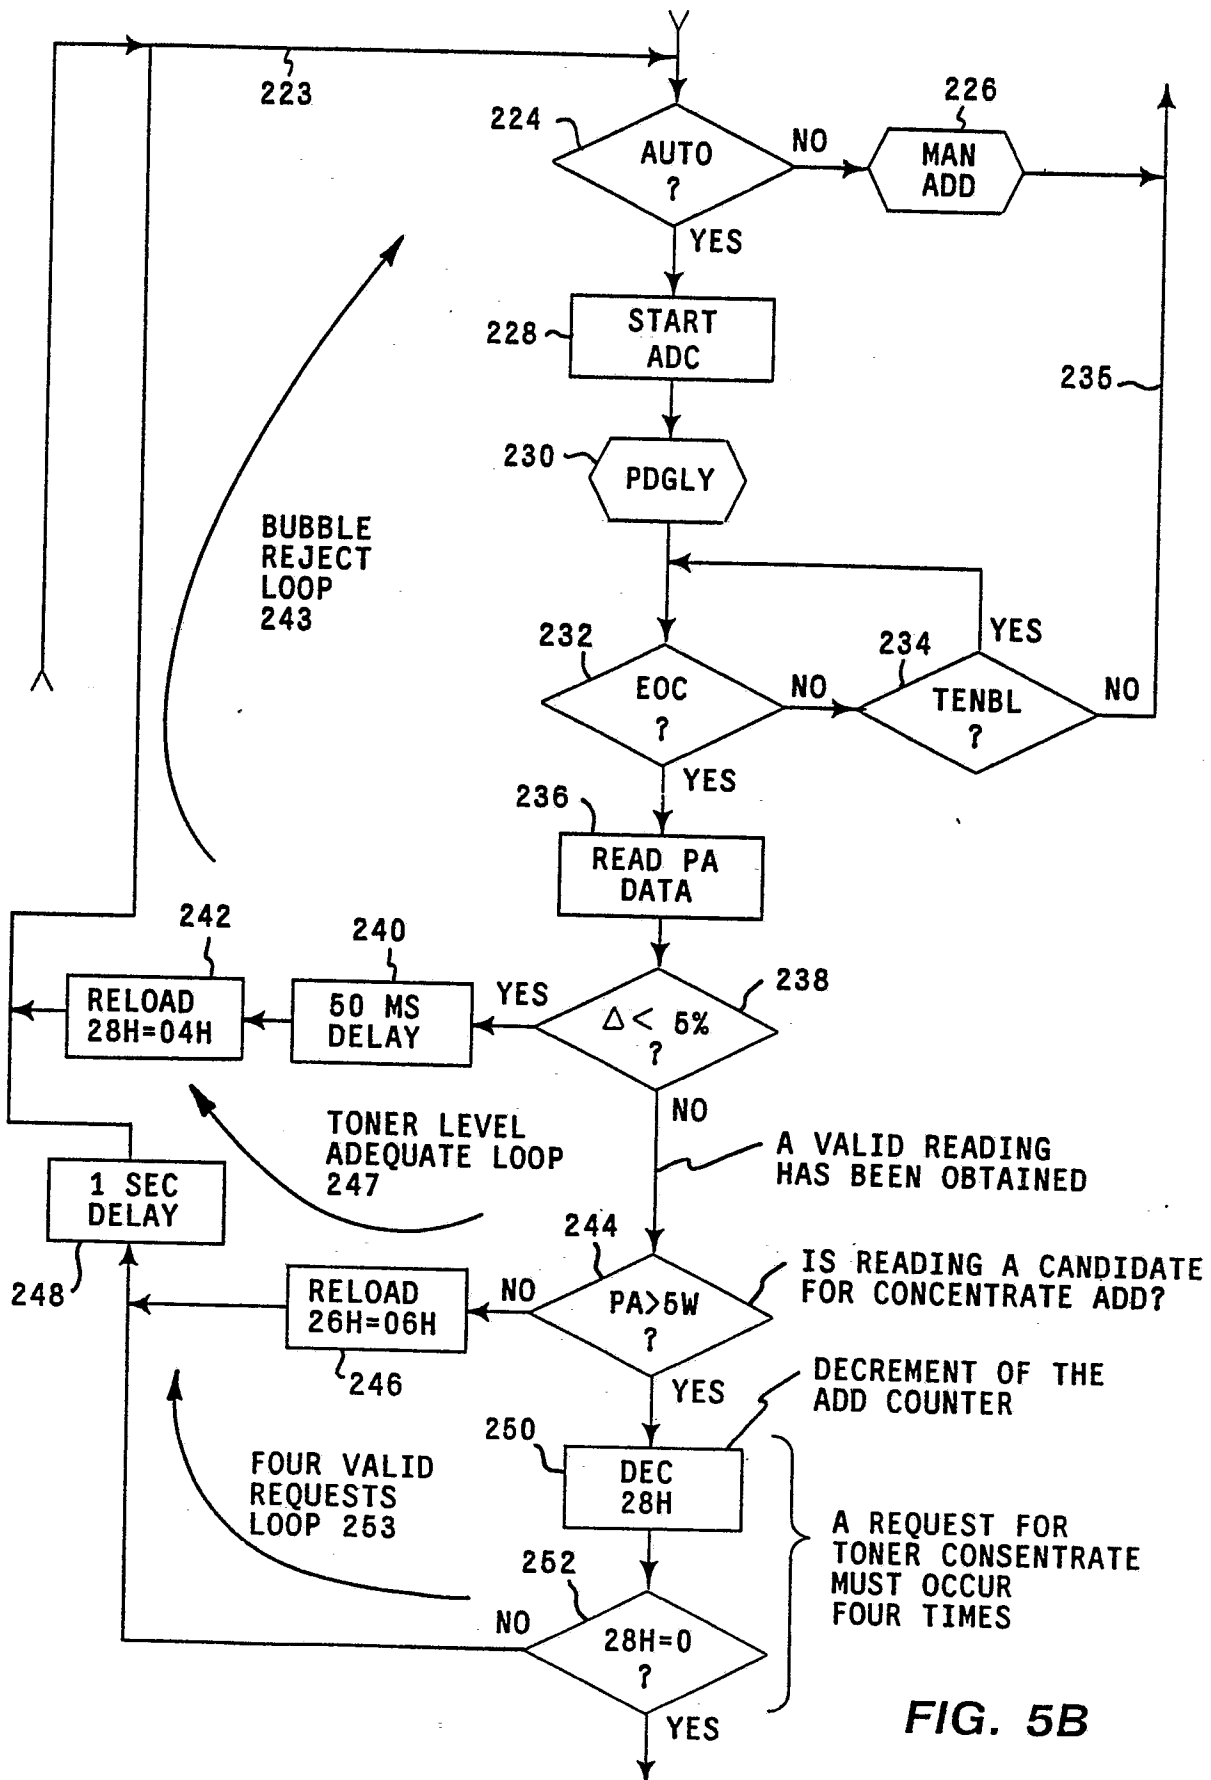 223
224
AUTO
?
NO
226
MAN
ADD
YES
228
START
ADC
235
230
PDGLY
BUBBLE
REJECT
LOOP
243
232
EOC
?
NO
234
TENBL
?
YES
NO
YES
236
READ PA
DATA
242
RELOAD
28H=04H
240
50 MS
DELAY
YES
238
Δ< 5%
?
NO
TONER LEVEL
ADEQUATE LOOP
247
A VALID READING
HAS BEEN OBTAINED
1 SEC
DELAY
248
244
PA>5W
?
IS READING A CANDIDATE
FOR CONCENTRATE ADD?
NO
RELOAD
26H=06H
246
YES
DECREMENT OF THE
ADD COUNTER
250
DEC
28H
FOUR VALID
REQUESTS
LOOP 253
A REQUEST FOR
TONER CONSENTRATE
MUST OCCUR
FOUR TIMES
252
28H=0
?
NO
YES
FIG. 5B